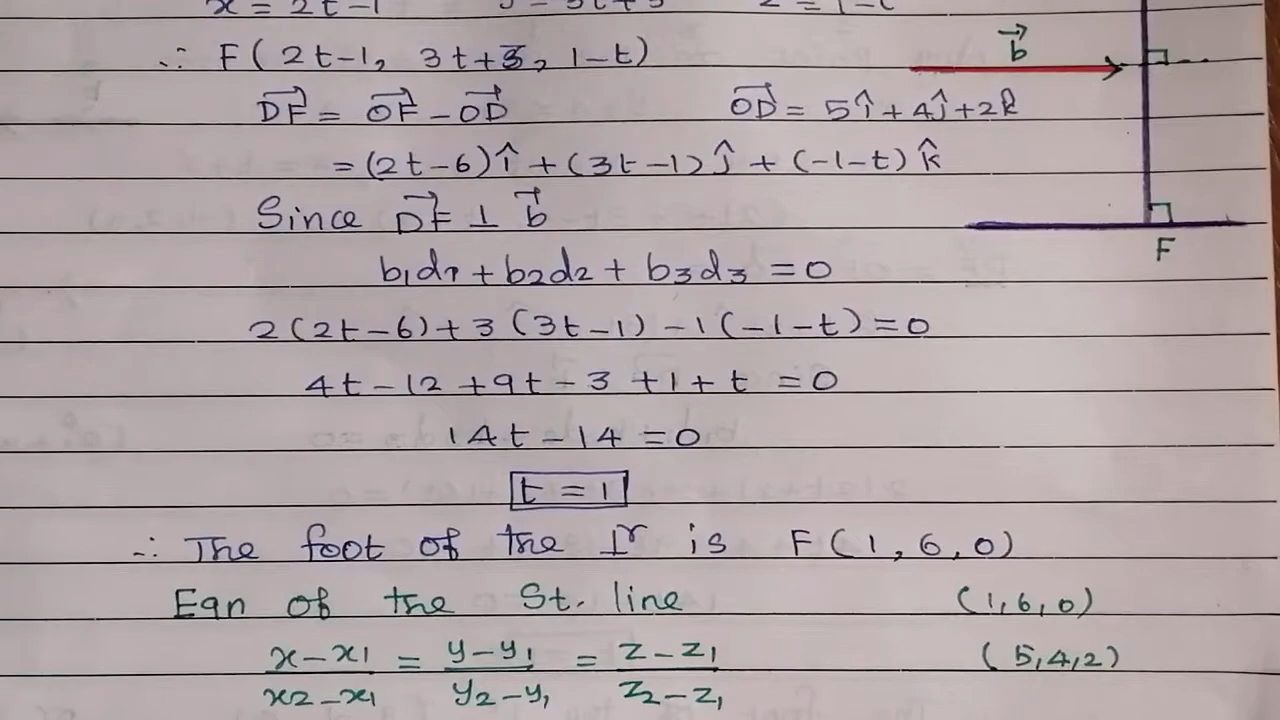 x = 2t-1
∴ F(2t-1, 3t+3, 1-t)
b⃗
DF⃗ = OF⃗ - OD⃗
OD⃗ = 5î + 4ĵ + 2k̂
= (2t-6)î + (3t-1)ĵ + (-1-t)k̂
Since DF⃗ ⊥ b⃗
F
b₁d₁ + b₂d₂ + b₃d₃ = 0
2(2t-6) + 3(3t-1) - 1(-1-t) = 0
4t - 12 + 9t - 3 + 1 + t = 0
14t - 14 = 0
t = 1
∴ The foot of the ⊥ʳ is F(1, 6, 0)
Eqn of the St. line
(1, 6, 0)
(x-x₁)/(x₂-x₁) = (y-y₁)/(y₂-y₁) = (z-z₁)/(z₂-z₁)
(5, 4, 2)